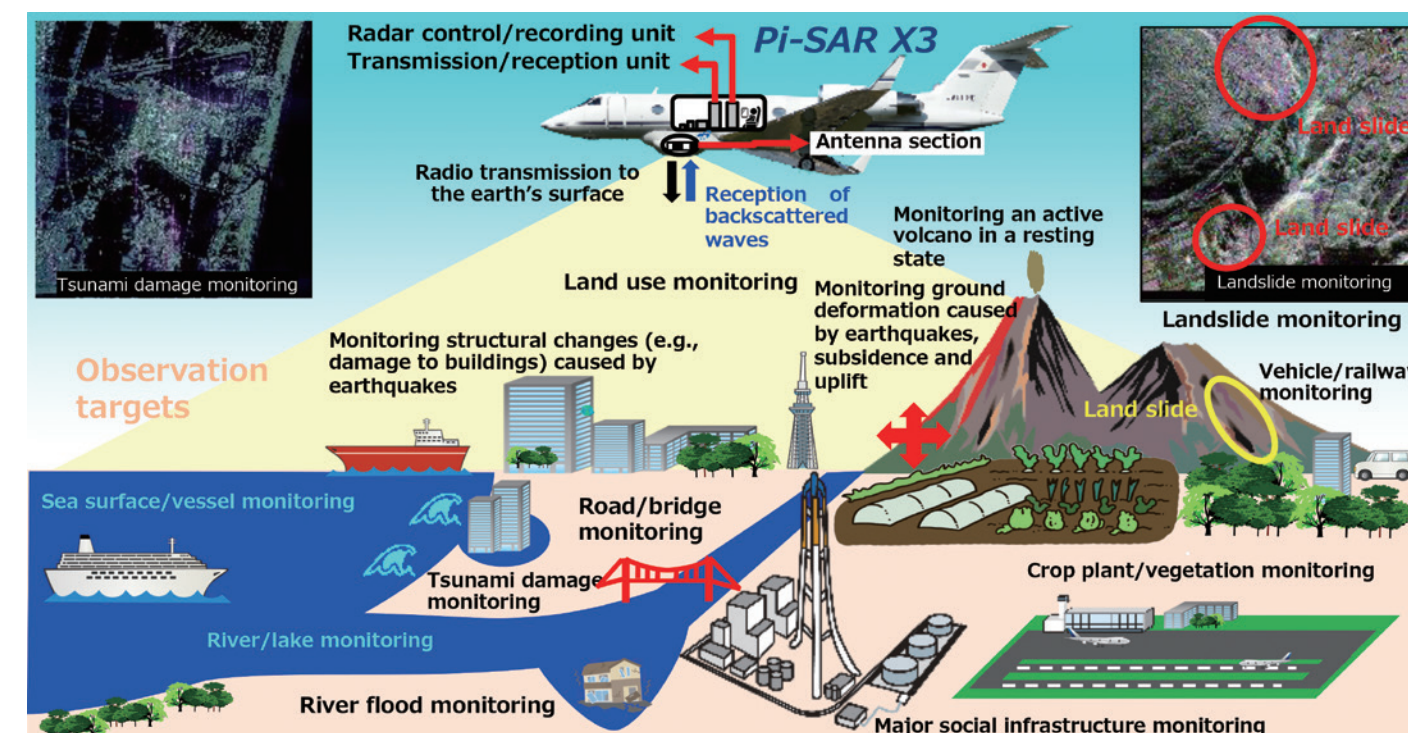 Radar control/recording unit
Transmission/reception unit
Pi-SAR X3
Antenna section
Radio transmission to
the earth's surface
Reception of
backscattered
waves
Tsunami damage monitoring
Land slide
Land slide
Landslide monitoring
Landslide monitoring
Monitoring an active
volcano in a resting
state
Land use monitoring
Monitoring ground
deformation caused
by earthquakes,
subsidence and
uplift
Monitoring structural changes (e.g.,
damage to buildings) caused by
earthquakes
Observation
targets
Vehicle/railway
monitoring
Land slide
Sea surface/vessel monitoring
Road/bridge
monitoring
Tsunami damage
monitoring
Crop plant/vegetation monitoring
River/lake monitoring
River flood monitoring
Major social infrastructure monitoring